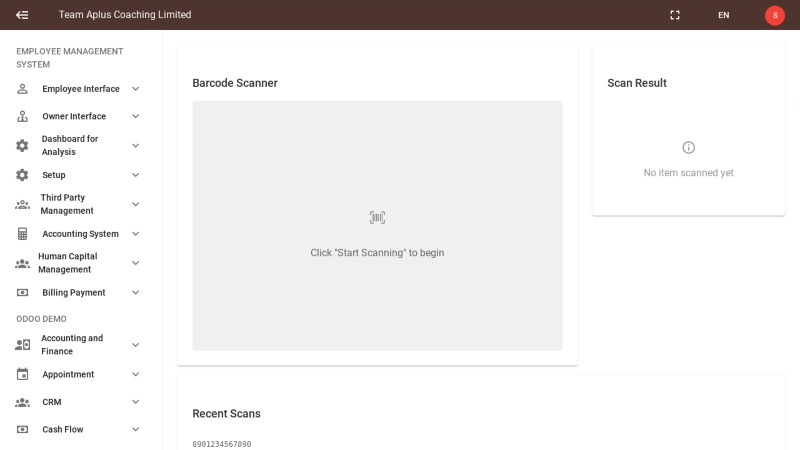 Team Aplus Coaching Limited
EN
S
EMPLOYEE MANAGEMENT
SYSTEM
Employee Interface
Owner Interface
Dashboard for
Analysis
Setup
Third Party
Management
Accounting System
Human Capital
Management
Billing Payment
ODOO DEMO
Accounting and
Finance
Appointment
CRM
Cash Flow
Barcode Scanner
Click "Start Scanning" to begin
Scan Result
No item scanned yet
Recent Scans
8901234567890